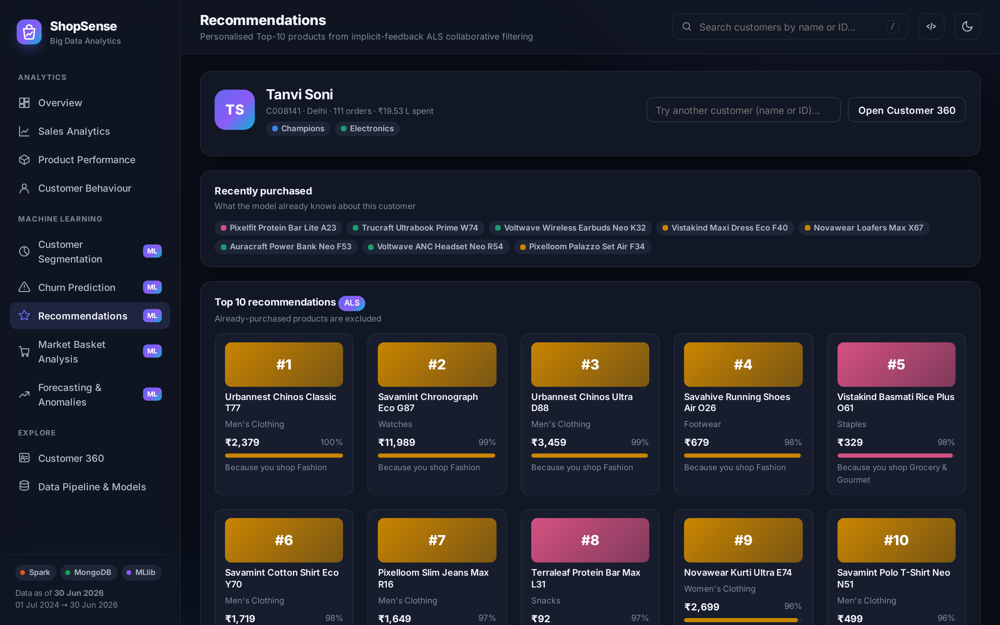 ShopSense
Big Data Analytics
ANALYTICS
Overview
Sales Analytics
Product Performance
Customer Behaviour
MACHINE LEARNING
Customer
Segmentation
ML
Churn Prediction
ML
Recommendations
ML
Market Basket
Analysis
ML
Forecasting &
Anomalies
ML
EXPLORE
Customer 360
Data Pipeline & Models
Spark
MongoDB
MLlib
Data as of 30 Jun 2026
01 Jul 2024 → 30 Jun 2026
Recommendations
Personalised Top-10 products from implicit-feedback ALS collaborative filtering
Search customers by name or ID...
/
TS
Tanvi Soni
C008141 · Delhi · 111 orders · ₹19.53 L spent
Champions
Electronics
Try another customer (name or ID)...
Open Customer 360
Recently purchased
What the model already knows about this customer
Pixelfit Protein Bar Lite A23
Trucraft Ultrabook Prime W74
Voltwave Wireless Earbuds Neo K32
Vistakind Maxi Dress Eco F40
Novawear Loafers Max X67
Auracraft Power Bank Neo F53
Voltwave ANC Headset Neo R54
Pixelloom Palazzo Set Air F34
Top 10 recommendations ALS
Already-purchased products are excluded
#1
Urbannest Chinos Classic
T77
Men's Clothing
₹2,379 100%
Because you shop Fashion
#2
Savamint Chronograph
Eco G87
Watches
₹11,989 99%
Because you shop Fashion
#3
Urbannest Chinos Ultra
D88
Men's Clothing
₹3,459 99%
Because you shop Fashion
#4
Savahive Running Shoes
Air O26
Footwear
₹679 98%
Because you shop Fashion
#5
Vistakind Basmati Rice Plus
O61
Staples
₹329 98%
Because you shop Grocery &
Gourmet
#6
Savamint Cotton Shirt Eco
Y70
Men's Clothing
₹1,719 98%
#7
Pixelloom Slim Jeans Max
R16
Men's Clothing
₹1,649 97%
#8
Terraleaf Protein Bar Max
L31
Snacks
₹92 97%
#9
Novawear Kurti Ultra E74
Women's Clothing
₹2,699 96%
#10
Savamint Polo T-Shirt Neo
N51
Men's Clothing
₹499 96%